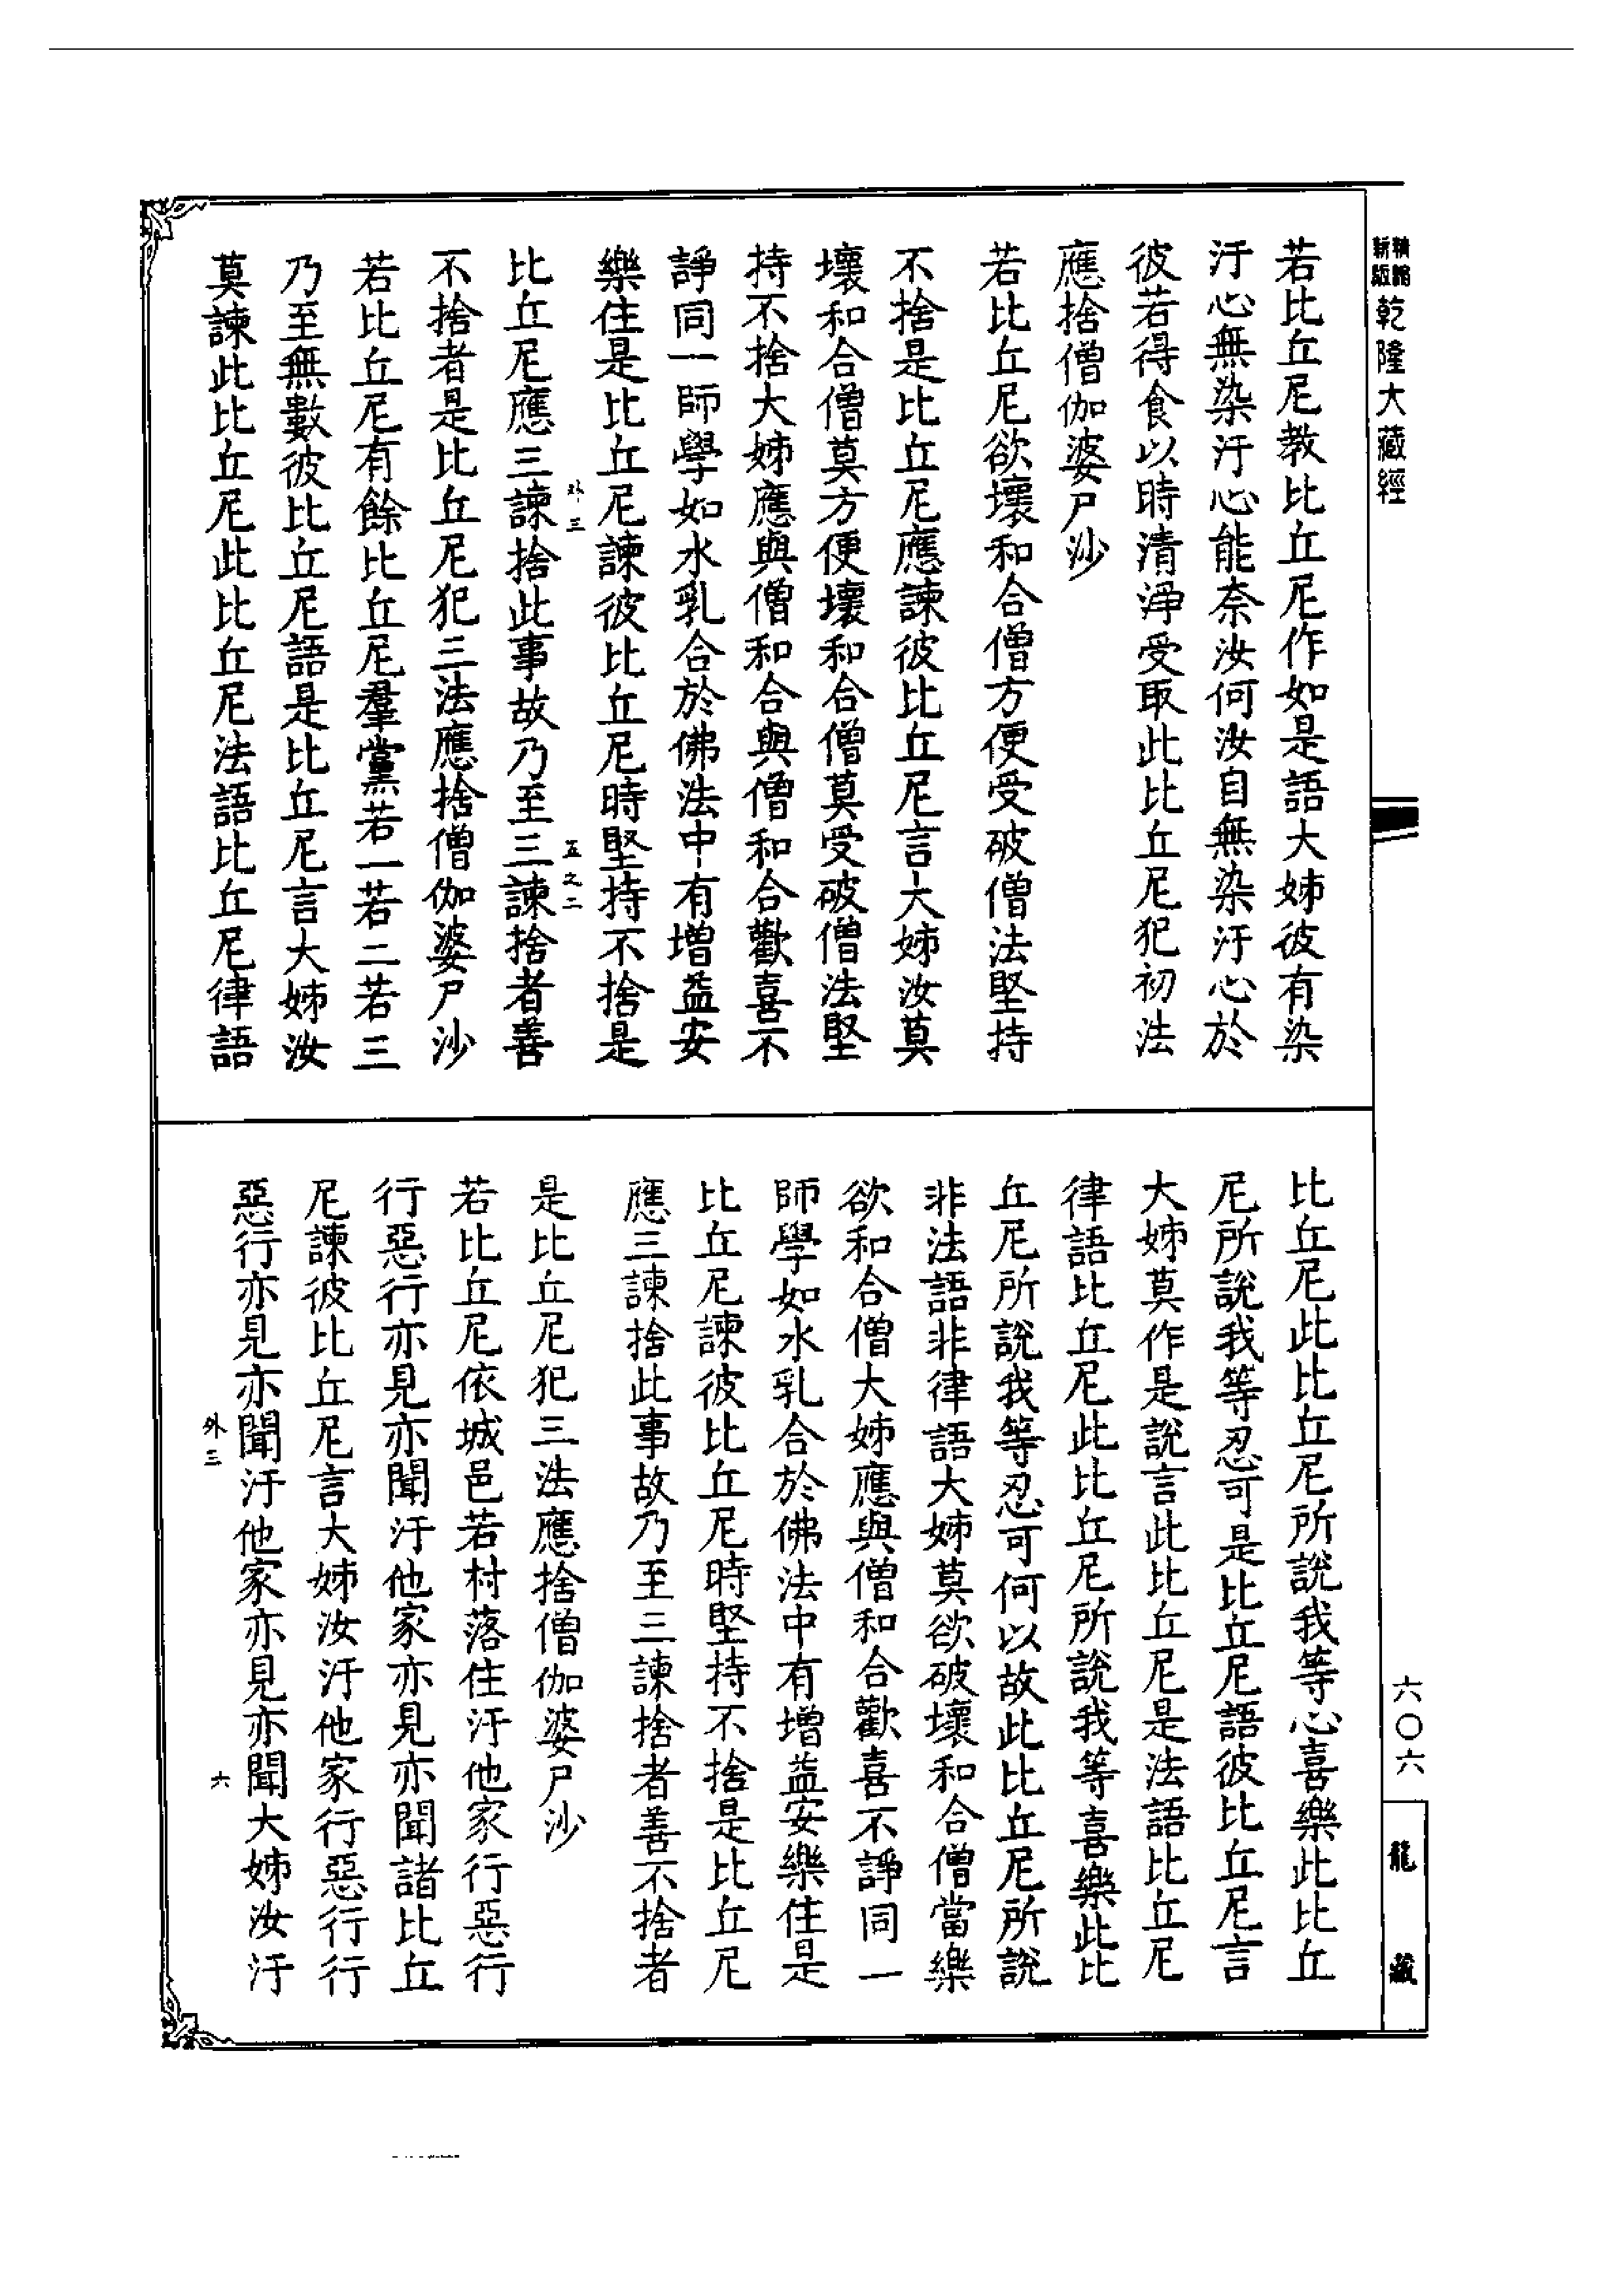 精縮新版乾隆大藏經
若比丘尼教比丘尼作如是語大姊彼有染
汙心無染汙心能奈汝何汝自無染汙心於
彼若得食以時清淨受取此比丘尼犯初法
應捨僧伽婆尸沙
若比丘尼欲壞和合僧方便受破僧法堅持
不捨是比丘尼應諫彼比丘尼言大姊汝莫
壞和合僧莫方便壞和合僧莫受破僧法堅
持不捨大姊應與僧和合與僧和合歡喜不
諍同一師學如水乳合於佛法中有增益安
樂住是比丘尼諫彼比丘尼時堅持不捨是
外三 五之二
比丘尼應三諫捨此事故乃至三諫捨者善
不捨者是比丘尼犯三法應捨僧伽婆尸沙
若比丘尼有餘比丘尼羣黨若一若二若三
乃至無數彼比丘尼語是比丘尼言大姊汝
莫諫此比丘尼此比丘尼法語比丘尼律語
比丘尼此比丘尼所說我等心喜樂此比丘
尼所說我等忍可是比丘尼語彼比丘尼言
大姊莫作是說言此比丘尼是法語比丘尼
律語比丘尼此比丘尼所說我等喜樂此比
丘尼所說我等忍可何以故此比丘尼所說
非法語非律語大姊莫欲破壞和合僧當樂
欲和合僧大姊應與僧和合歡喜不諍同一
師學如水乳合於佛法中有增益安樂住是
比丘尼諫彼比丘尼時堅持不捨是比丘尼
應三諫捨此事故乃至三諫捨者善不捨者
是比丘尼犯三法應捨僧伽婆尸沙
若比丘尼依城邑若村落住汙他家行惡行
行惡行亦見亦聞汙他家亦見亦聞諸比丘
尼諫彼比丘尼言大姊汝汙他家行惡行行
惡行亦見亦聞汙他家亦見亦聞大姊汝汙
外三 六
六〇六
龍藏